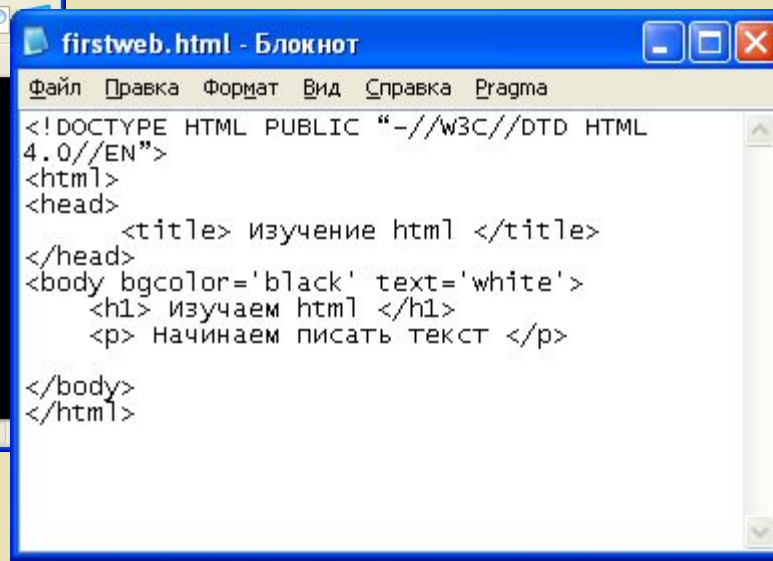 firstweb.html - Блокнот
Файл Правка Формат Вид Справка Pragma
<!DOCTYPE HTML PUBLIC “-//W3C//DTD HTML
4.0//EN”>
<html>
<head>
<title> Изучение html </title>
</head>
<body bgcolor='black' text='white'>
<h1> Изучаем html </h1>
<p> Начинаем писать текст </p>
</body>
</html>